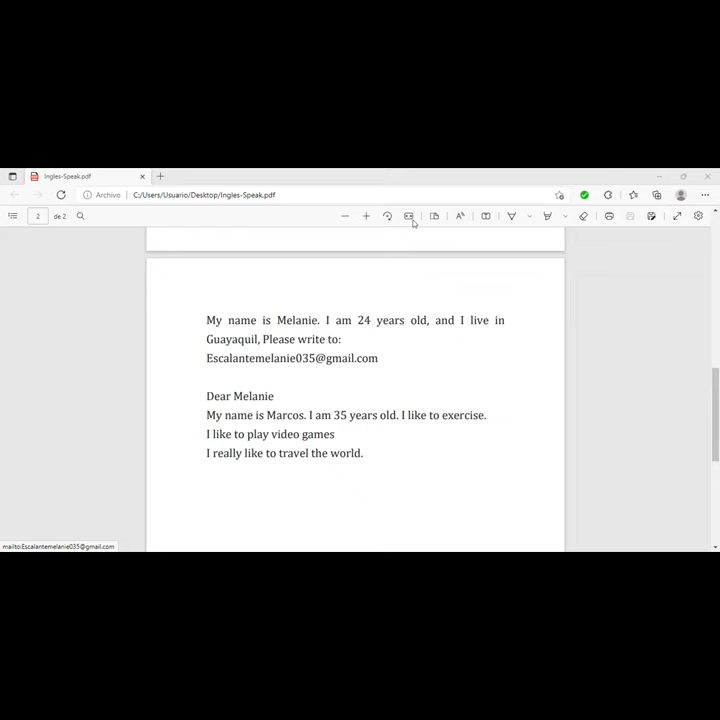 Ingles-Speak.pdf
Archivo C:/Users/Usuario/Desktop/Ingles-Speak.pdf
2 de 2
My name is Melanie. I am 24 years old, and I live in
Guayaquil, Please write to:
Escalantemelanie035@gmail.com
Dear Melanie
My name is Marcos. I am 35 years old. I like to exercise.
I like to play video games
I really like to travel the world.
mailto:Escalantemelanie035@gmail.com